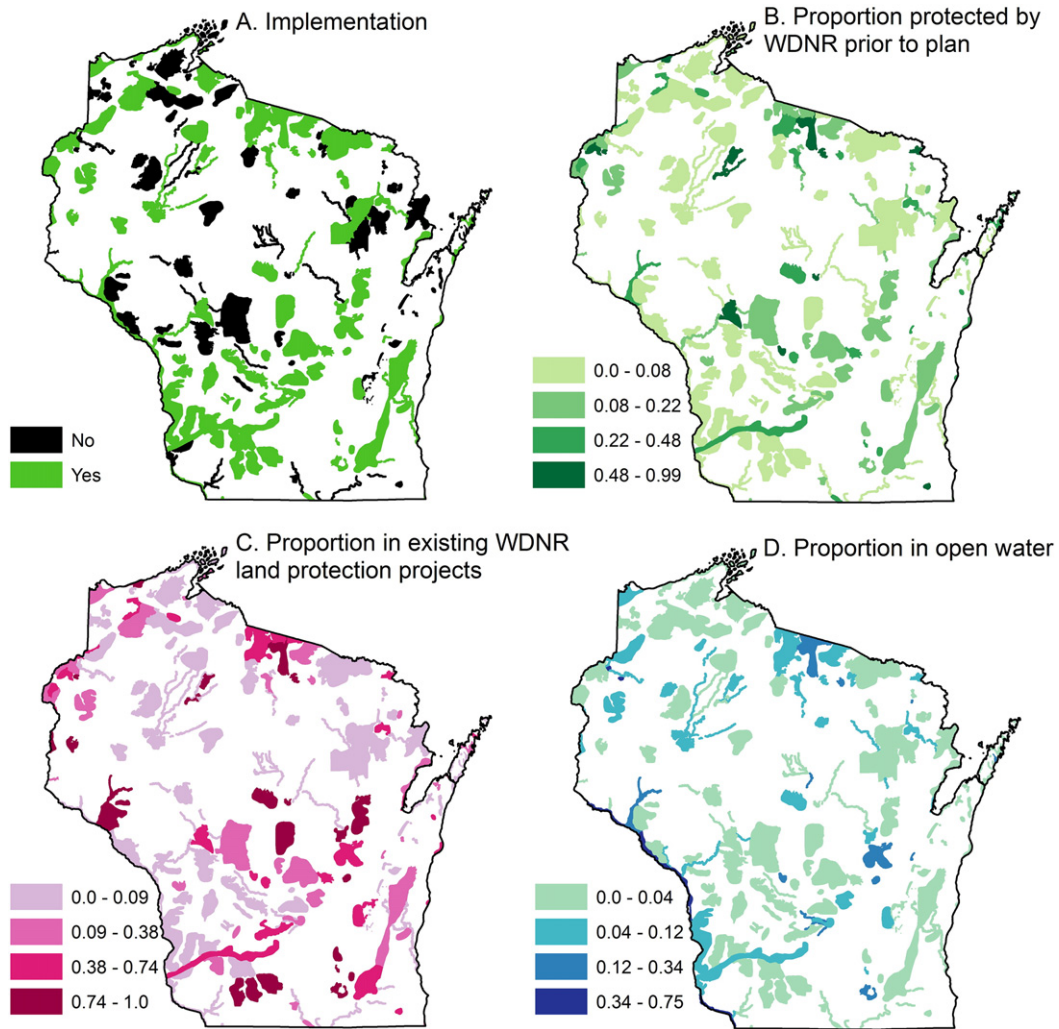 A. Implementation
No
Yes
B. Proportion protected by
WDNR prior to plan
0.0 - 0.08
0.08 - 0.22
0.22 - 0.48
0.48 - 0.99
C. Proportion in existing WDNR
land protection projects
0.0 - 0.09
0.09 - 0.38
0.38 - 0.74
0.74 - 1.0
D. Proportion in open water
0.0 - 0.04
0.04 - 0.12
0.12 - 0.34
0.34 - 0.75